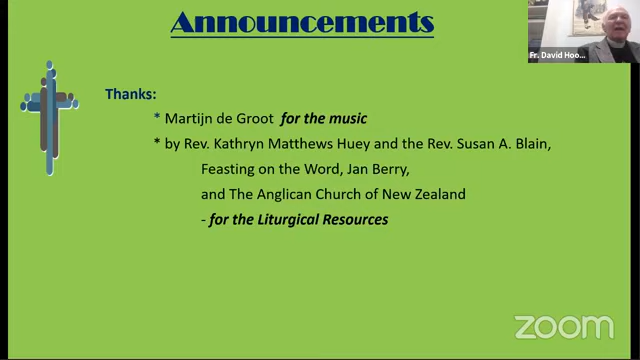 Announcements
Fr. David Hoo...
Thanks:
* Martijn de Groot for the music
* by Rev. Kathryn Matthews Huey and the Rev. Susan A. Blain,
Feasting on the Word, Jan Berry,
and The Anglican Church of New Zealand
- for the Liturgical Resources
zoom